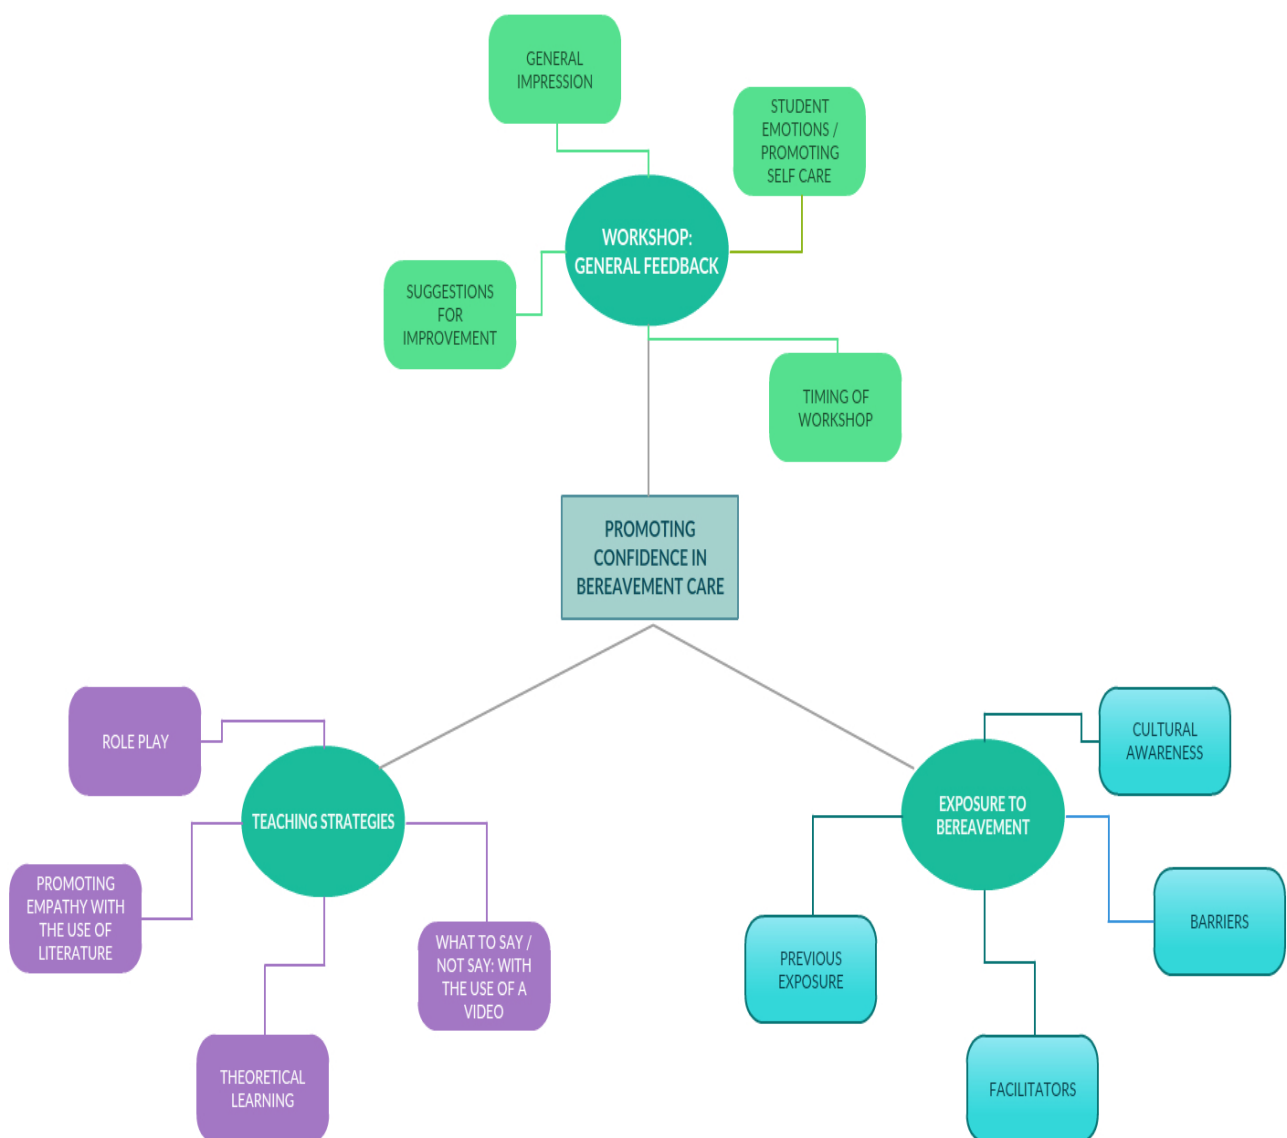 GENERAL
IMPRESSION
STUDENT
EMOTIONS /
PROMOTING
SELF CARE
WORKSHOP:
GENERAL FEEDBACK
SUGGESTIONS
FOR
IMPROVEMENT
TIMING OF
WORKSHOP
PROMOTING
CONFIDENCE IN
BEREAVEMENT CARE
ROLE PLAY
TEACHING STRATEGIES
PROMOTING
EMPATHY WITH
THE USE OF
LITERATURE
WHAT TO SAY /
NOT SAY: WITH
THE USE OF A
VIDEO
THEORETICAL
LEARNING
CULTURAL
AWARENESS
EXPOSURE TO
BEREAVEMENT
BARRIERS
PREVIOUS
EXPOSURE
FACILITATORS